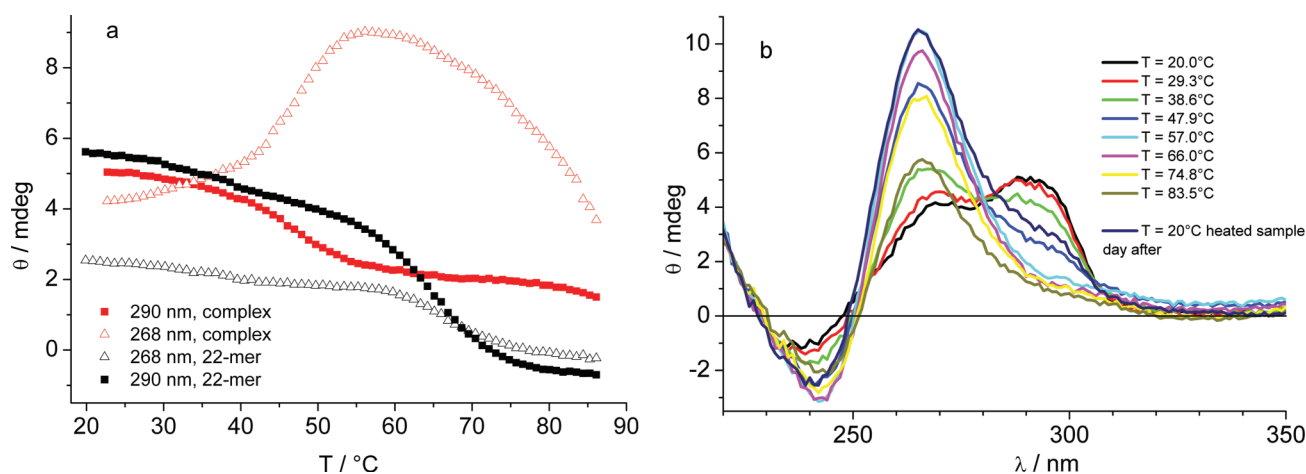 a
θ / mdeg
8
6
4
2
0
290 nm, complex
268 nm, complex
268 nm, 22-mer
290 nm, 22-mer
20 30 40 50 60 70 80 90
T / °C
b
θ / mdeg
10
8
6
4
2
0
-2
T = 20.0°C
T = 29.3°C
T = 38.6°C
T = 47.9°C
T = 57.0°C
T = 66.0°C
T = 74.8°C
T = 83.5°C
T = 20°C heated sample
day after
250 300 350
λ / nm